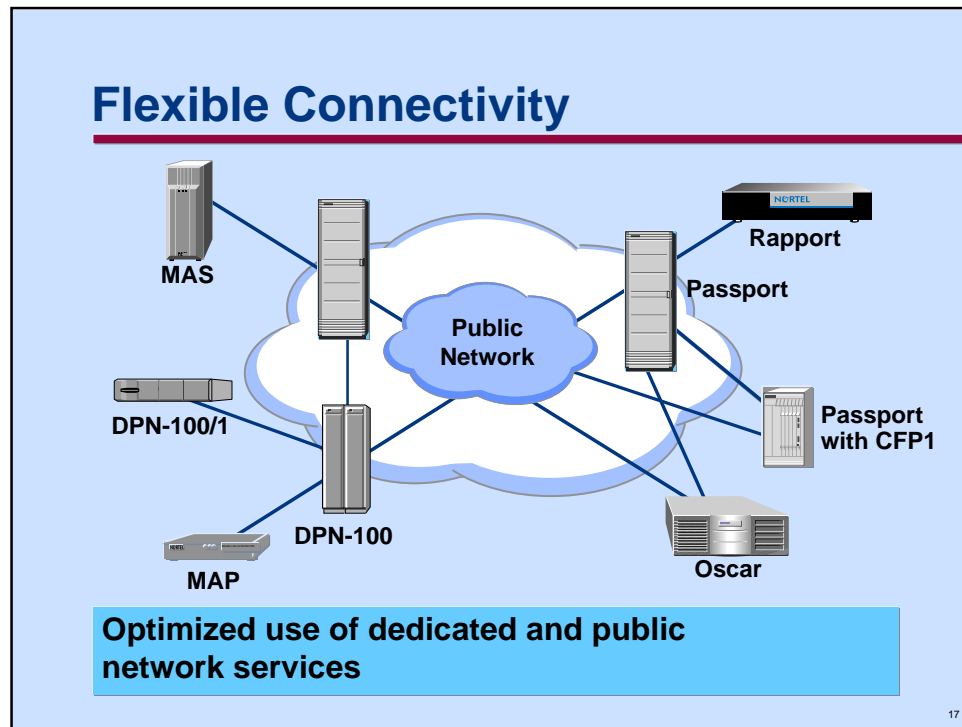 Flexible Connectivity
NORTEL
Rapport
MAS
Passport
Public
Network
DPN-100/1
Passport
with CFP1
DPN-100
NORTEL
MAP
Oscar
Optimized use of dedicated and public
network services
17